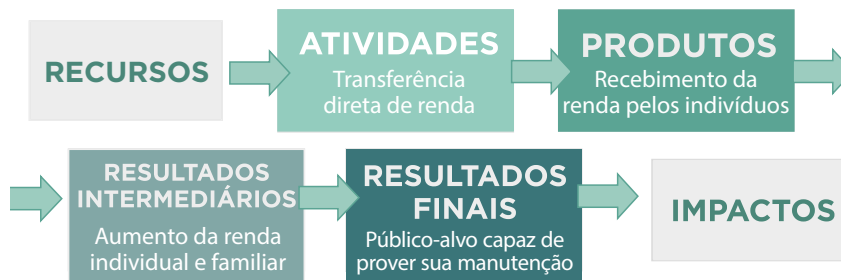 RECURSOS
ATIVIDADES
Transferência
direta de renda
PRODUTOS
Recebimento da
renda pelos indivíduos
RESULTADOS
INTERMEDIÁRIOS
Aumento da renda
individual e familiar
RESULTADOS
FINAIS
Público-alvo capaz de
prover sua manutenção
IMPACTOS